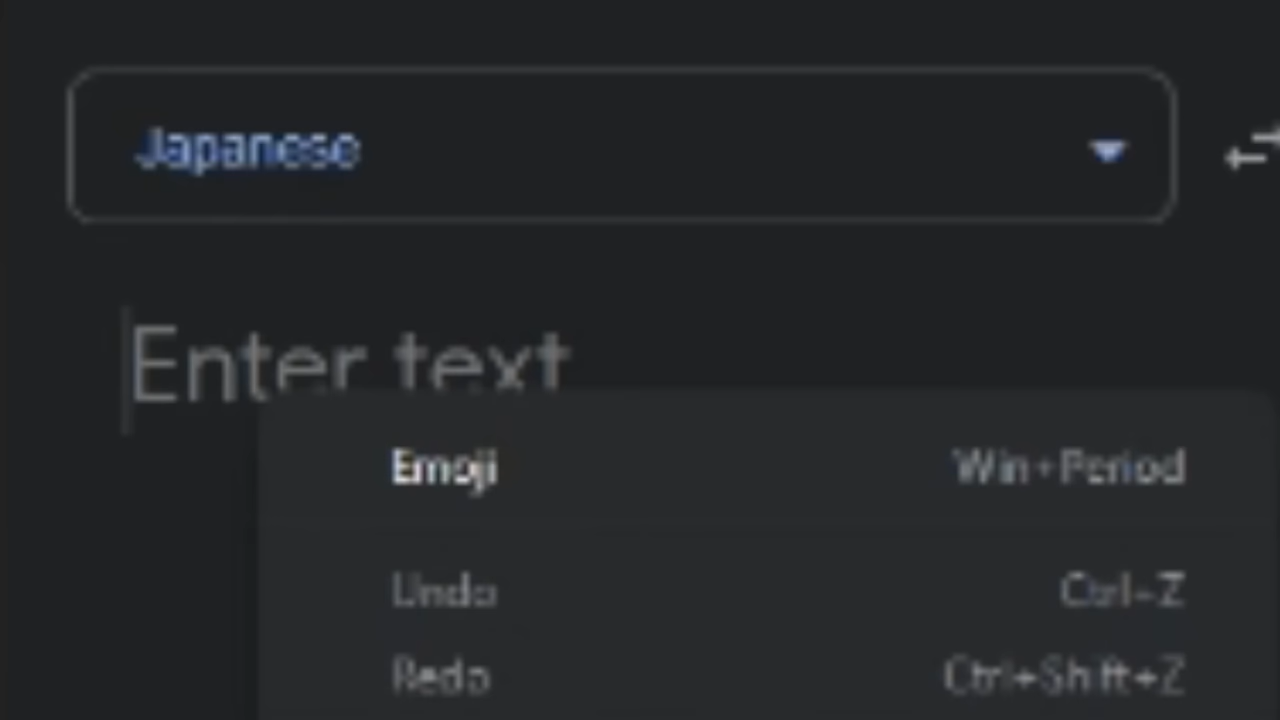 Japanese
Enter text
Emoji Win+Period
Undo Ctrl+Z
Redo Ctrl+Shift+Z